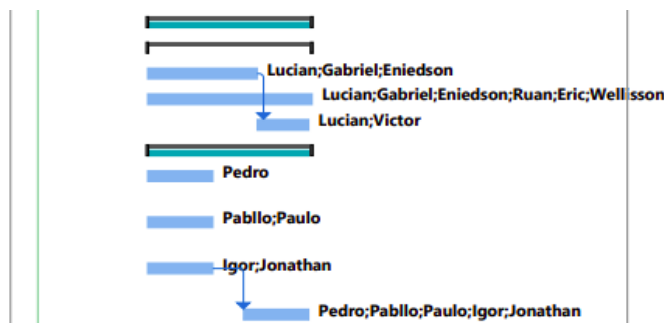 Lucian;Gabriel;Eniedson
Lucian;Gabriel;Eniedson;Ruan;Eric;Wellisson
Lucian;Victor
Pedro
Pabllo;Paulo
Igor;Jonathan
Pedro;Pabllo;Paulo;Igor;Jonathan